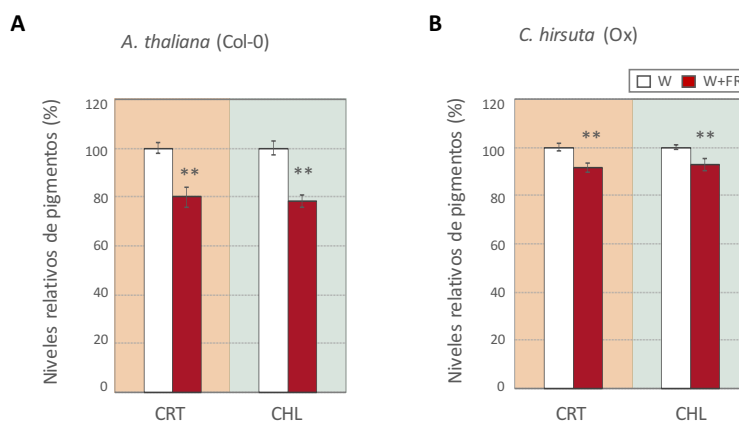 A
A. thaliana (Col-0)
Niveles relativos de pigmentos (%)
120
100
80
60
40
20
0
** **
CRT CHL
B
C. hirsuta (Ox)
W W+FR
Niveles relativos de pigmentos (%)
120
100
80
60
40
20
0
** **
CRT CHL